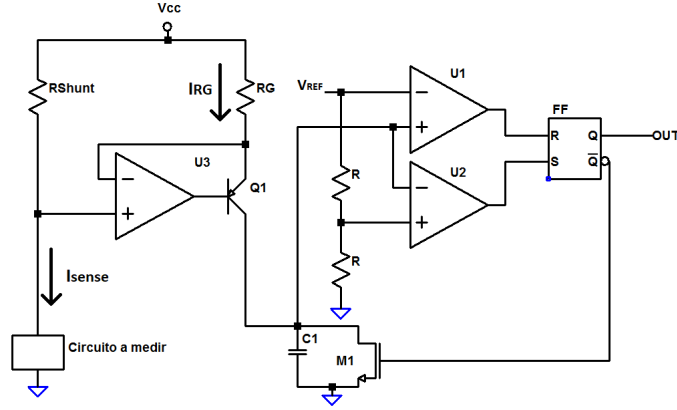 Vcc
RShunt
IRG
RG
VREF
U1
FF
U3
R
Q
OUT
R
S
Q
U2
Q1
R
Isense
C1
M1
Circuito a medir